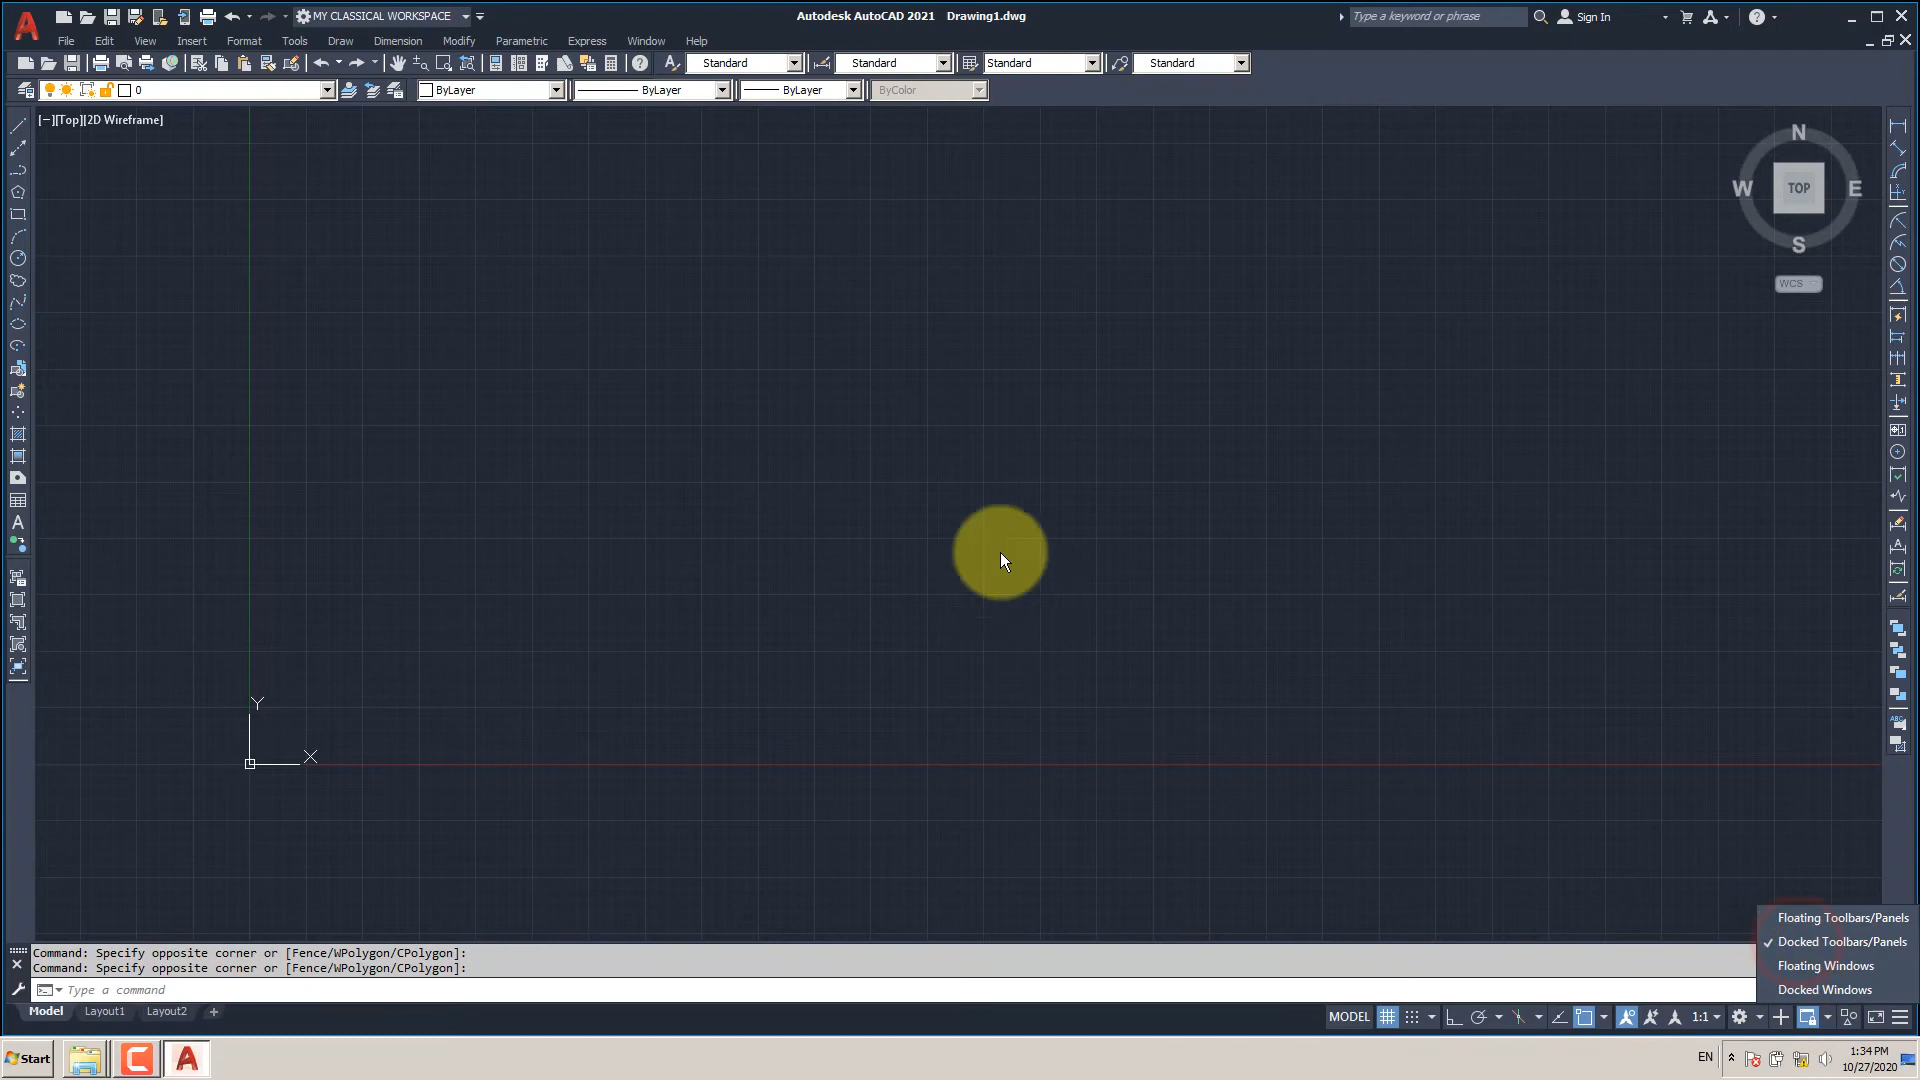 MY CLASSICAL WORKSPACE
Autodesk AutoCAD 2021 Drawing1.dwg
Type a keyword or phrase
Sign In
File Edit View Insert Format Tools Draw Dimension Modify Parametric Express Window Help
Standard Standard Standard Standard
0 ByLayer ByLayer ByLayer ByColor
[−][Top][2D Wireframe]
N
W TOP E
S
WCS
Y
X
Floating Toolbars/Panels
Docked Toolbars/Panels
Floating Windows
Docked Windows
Command: Specify opposite corner or [Fence/WPolygon/CPolygon]:
Command: Specify opposite corner or [Fence/WPolygon/CPolygon]:
Type a command
Model Layout1 Layout2 +
MODEL 1:1
Start
EN
1:34 PM
10/27/2020